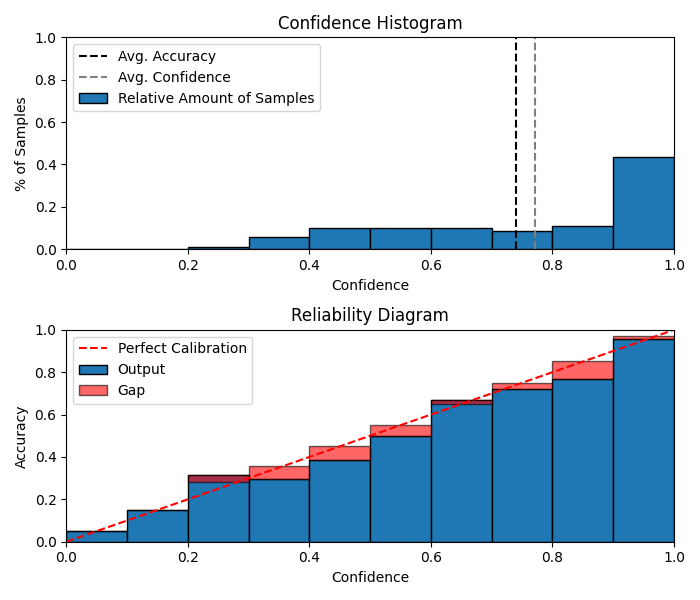 Confidence Histogram
% of Samples
1.0
0.8
0.6
0.4
0.2
0.0
Avg. Accuracy
Avg. Confidence
Relative Amount of Samples
0.0 0.2 0.4 0.6 0.8 1.0
Confidence
Reliability Diagram
Accuracy
1.0
0.8
0.6
0.4
0.2
0.0
Perfect Calibration
Output
Gap
0.0 0.2 0.4 0.6 0.8 1.0
Confidence